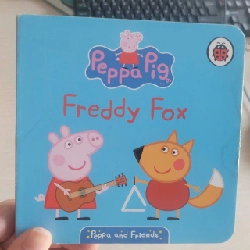 Peppa Pig
Freddy Fox
"Peppa and Friends"